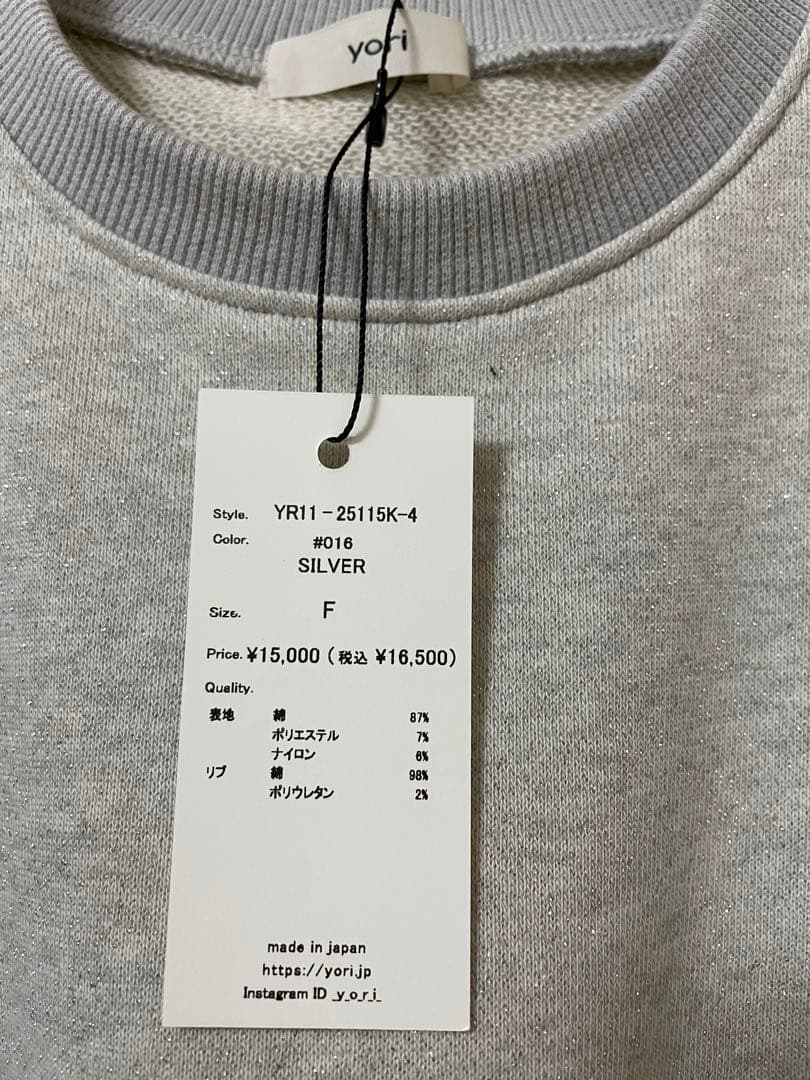 yori
Style. YR11-25115K-4
Color. #016
SILVER
Size. F
Price. ¥15,000 (税込 ¥16,500)
Quality.
表地 綿 87%
ポリエステル 7%
ナイロン 6%
リブ 綿 98%
ポリウレタン 2%
made in japan
https://yori.jp
Instagram ID _y_o_r_i_